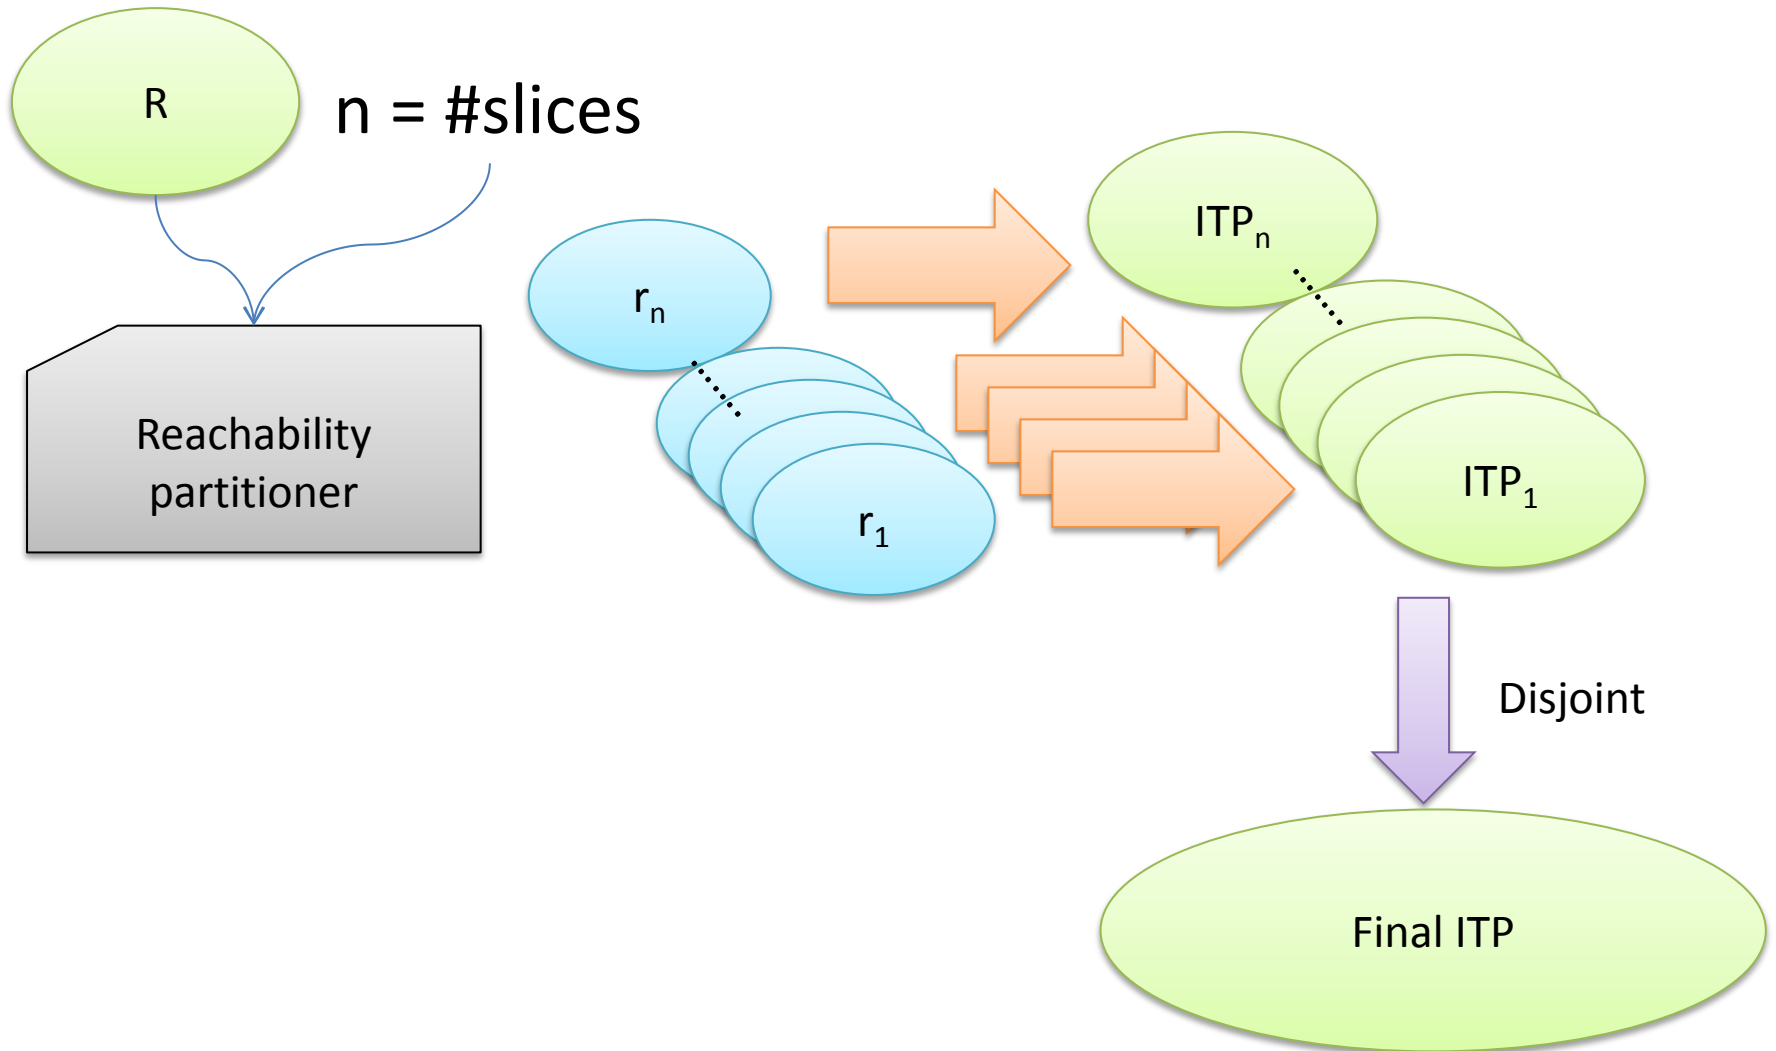 R
n = #slices
Reachability
partitioner
rₙ
r₁
ITPₙ
ITP₁
Disjoint
Final ITP